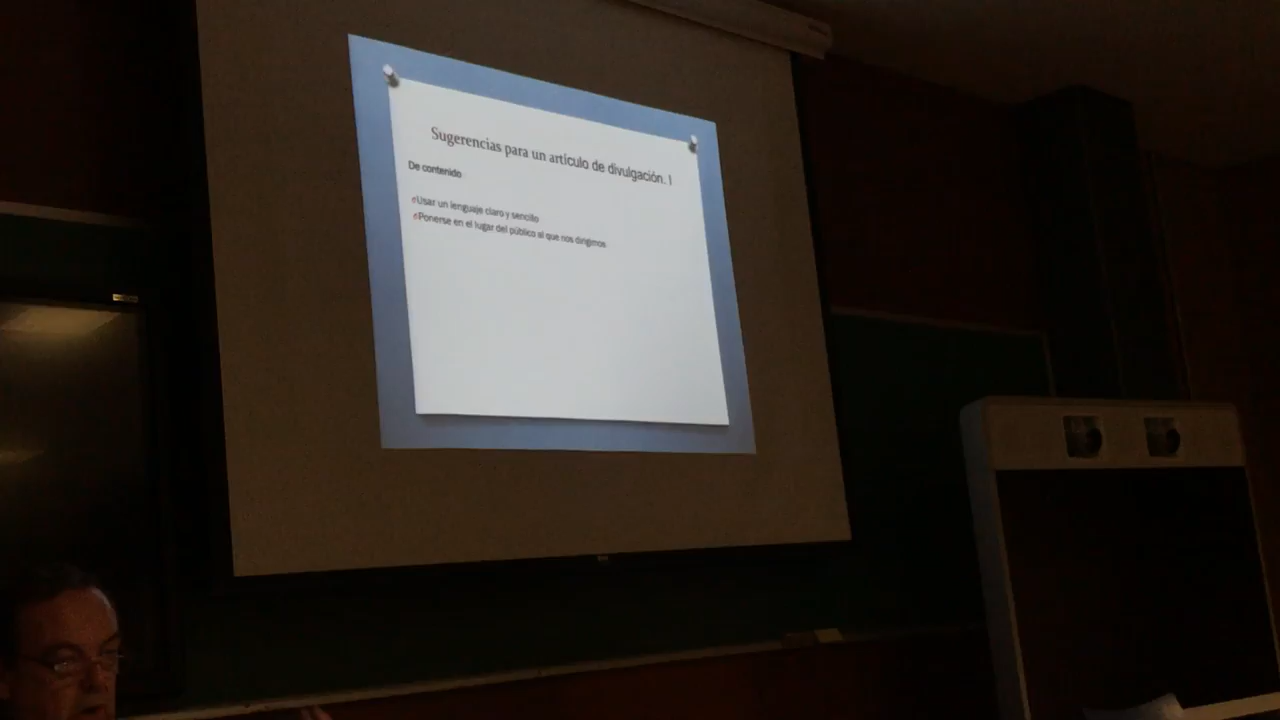 Sugerencias para un artículo de divulgación. I
De contenido
Usar un lenguaje claro y sencillo
Ponerse en el lugar del público al que nos dirigimos